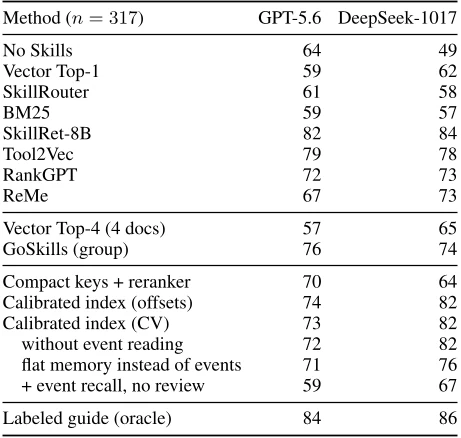 Method (n = 317) GPT-5.6 DeepSeek-1017
No Skills 64 49
Vector Top-1 59 62
SkillRouter 61 58
BM25 59 57
SkillRet-8B 82 84
Tool2Vec 79 78
RankGPT 72 73
ReMe 67 73
Vector Top-4 (4 docs) 57 65
GoSkills (group) 76 74
Compact keys + reranker 70 64
Calibrated index (offsets) 74 82
Calibrated index (CV) 73 82
without event reading 72 82
flat memory instead of events 71 76
+ event recall, no review 59 67
Labeled guide (oracle) 84 86